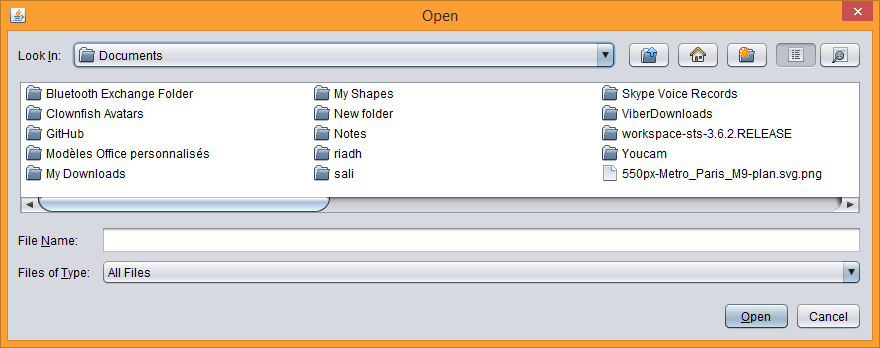 Open
Look In: Documents
Bluetooth Exchange Folder
Clownfish Avatars
GitHub
Modèles Office personnalisés
My Downloads
My Shapes
New folder
Notes
riadh
sali
Skype Voice Records
ViberDownloads
workspace-sts-3.6.2.RELEASE
Youcam
550px-Metro_Paris_M9-plan.svg.png
File Name:
Files of Type: All Files
Open Cancel